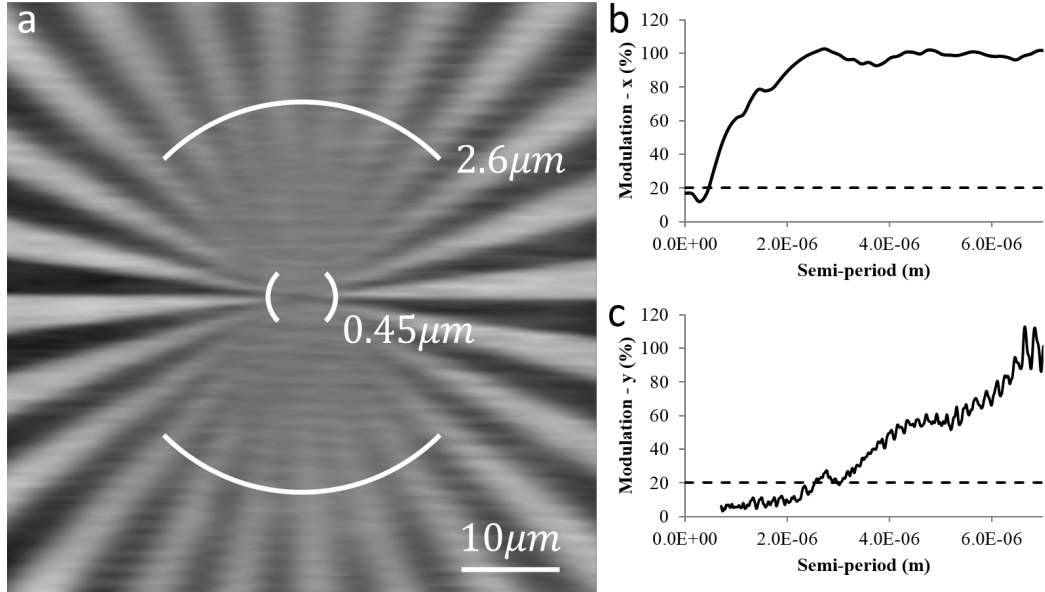 a
2.6μm
0.45μm
10μm
b
120
100
80
60
40
20
0
Modulation - x (%)
0.0E+00 2.0E-06 4.0E-06 6.0E-06
Semi-period (m)
c
120
100
80
60
40
20
0
Modulation - y (%)
0.0E+00 2.0E-06 4.0E-06 6.0E-06
Semi-period (m)